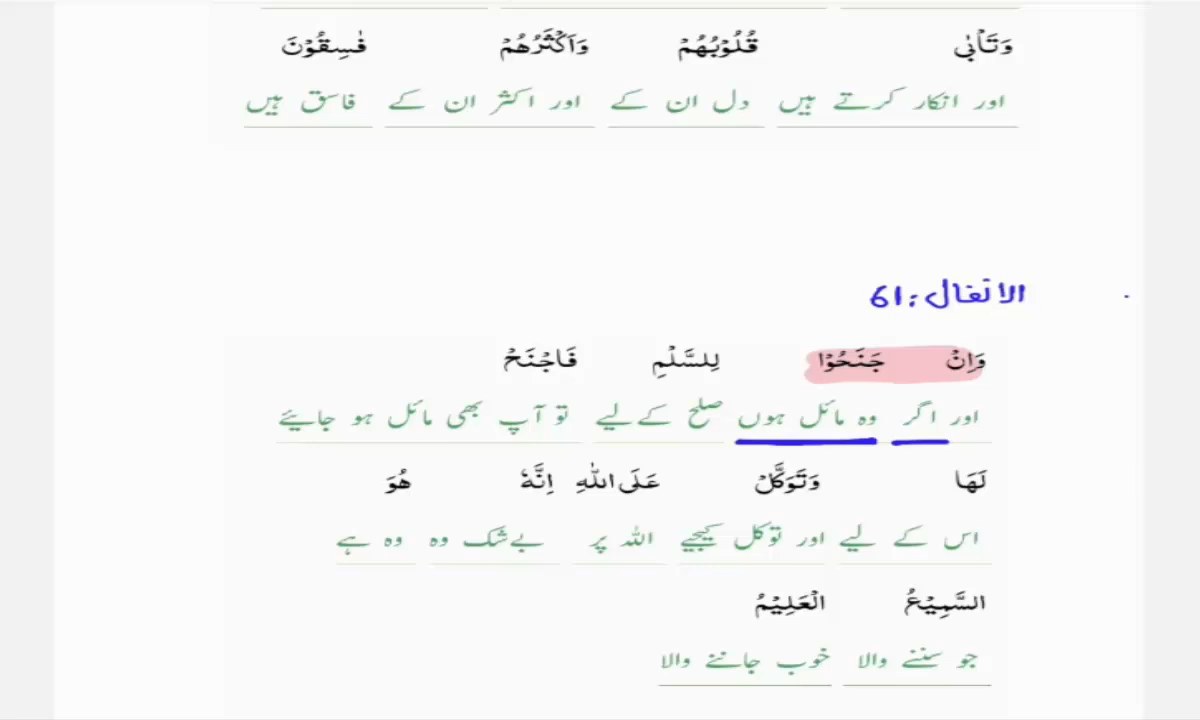 وَتَاۡبٰى قُلُوۡبُهُمۡ وَاَكۡثَرُهُمۡ فٰسِقُوۡنَ
اور انکار کرتے ہیں دل ان کے اور اکثر ان کے فاسق ہیں
الانفال:61
وَاِنۡ جَنَحُوۡا لِلسَّلۡمِ فَاجۡنَحۡ
اور اگر وہ مائل ہوں صلح کے لیے تو آپ بھی مائل ہو جایئے
لَهَا وَتَوَكَّلۡ عَلَى اللّٰهِ اِنَّهٗ هُوَ
اس کے لیے اور توکل کیجیے اللہ پر بے شک وہ وہ ہے
السَّمِيۡعُ الۡعَلِيۡمُ
جو سننے والا خوب جاننے والا